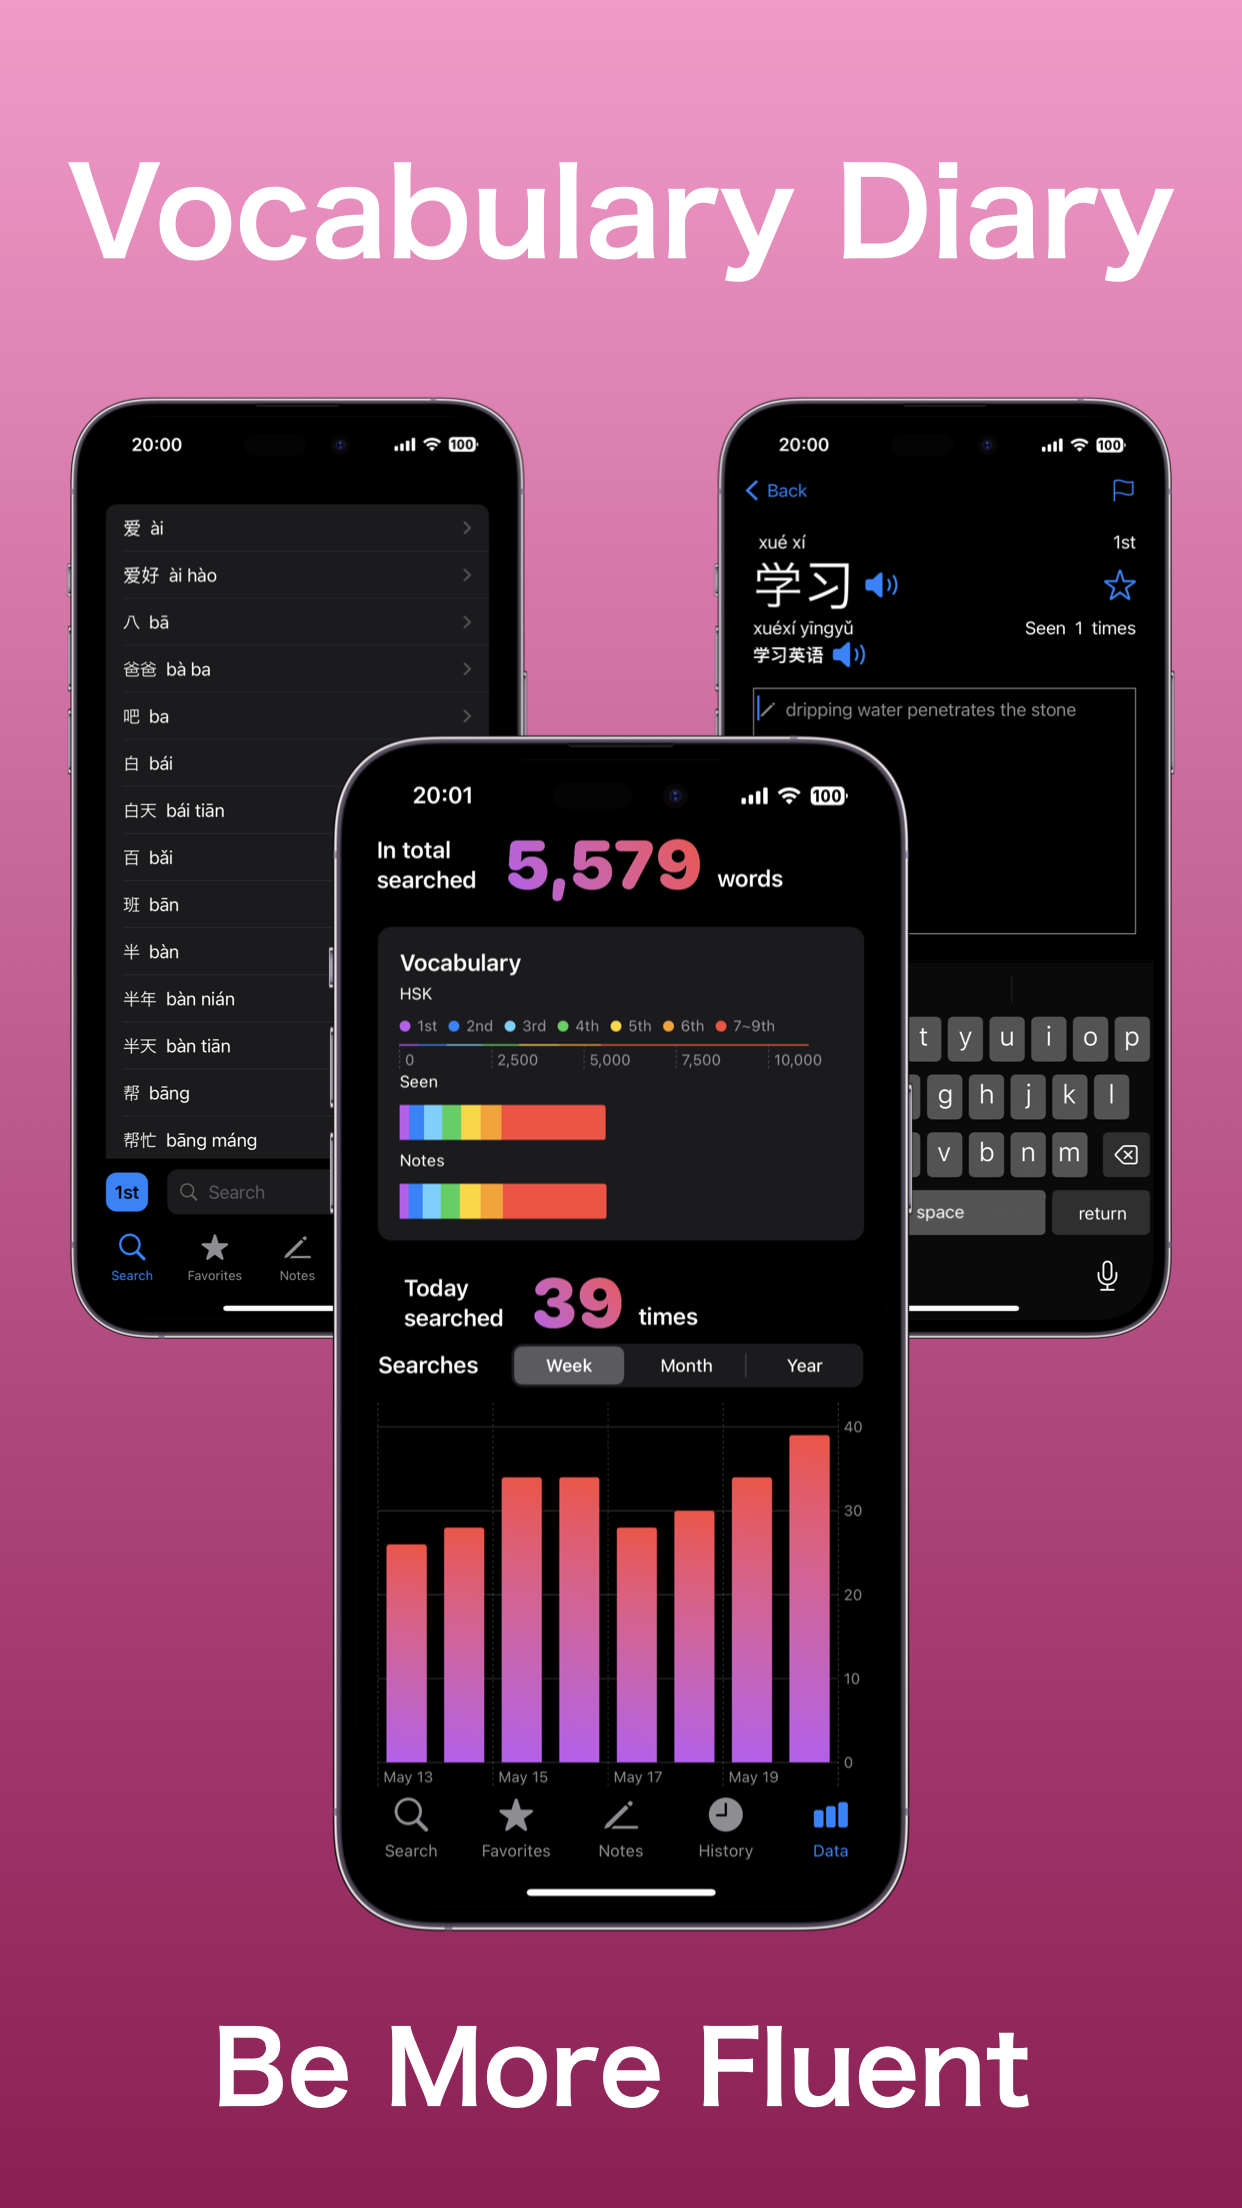 Vocabulary Diary
20:00
100
爱 ài
爱好 ài hào
八 bā
爸爸 bà ba
吧 ba
白 bái
白天 bái tiān
百 bǎi
班 bān
半 bàn
半年 bàn nián
半天 bàn tiān
帮 bāng
帮忙 bāng máng
1st Search
Search Favorites Notes
20:00
100
Back
xué xí 1st
学习
xuéxí yīngyǔ Seen 1 times
学习英语
dripping water penetrates the stone
t y u i o p
g h j k l
v b n m
space return
20:01
100
In total
searched 5,579 words
Vocabulary
HSK
1st 2nd 3rd 4th 5th 6th 7~9th
0 2,500 5,000 7,500 10,000
Seen
Notes
Today
searched 39 times
Searches Week Month Year
40
30
20
10
0
May 13 May 15 May 17 May 19
Search Favorites Notes History Data
Be More Fluent